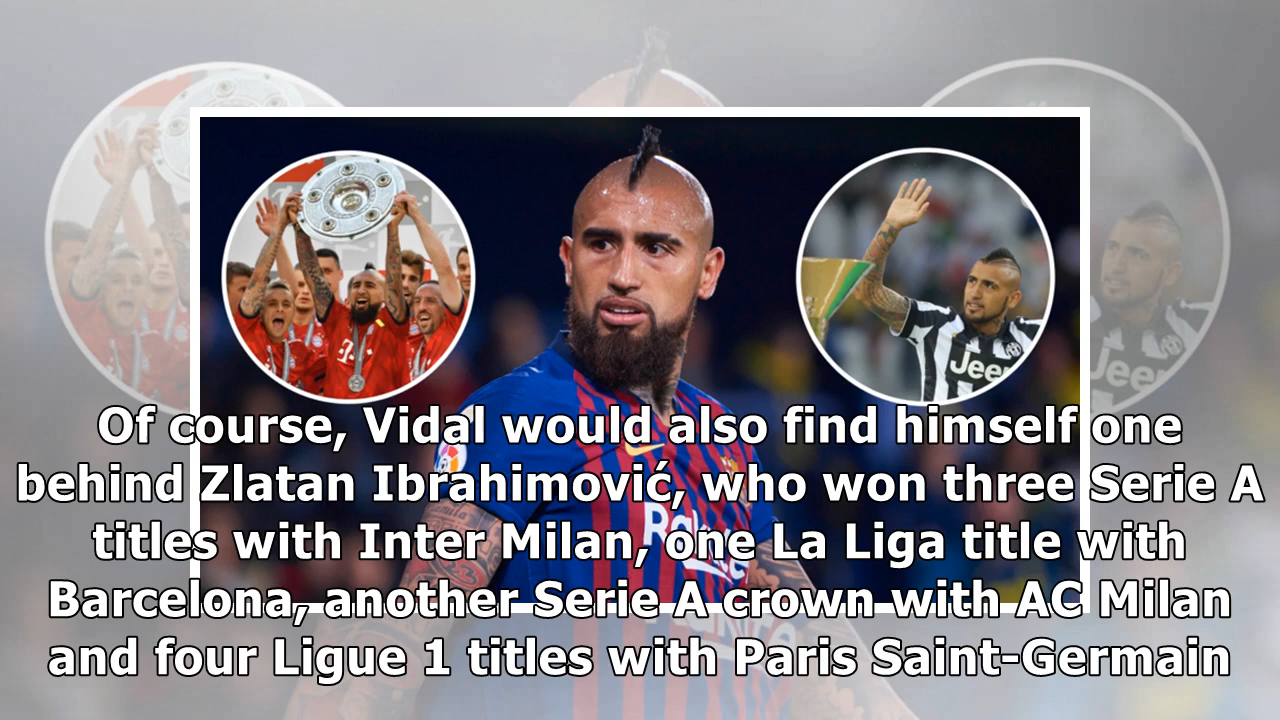 Of course, Vidal would also find himself one
behind Zlatan Ibrahimović, who won three Serie A
titles with Inter Milan, one La Liga title with
Barcelona, another Serie A crown with AC Milan
and four Ligue 1 titles with Paris Saint-Germain
Jeep